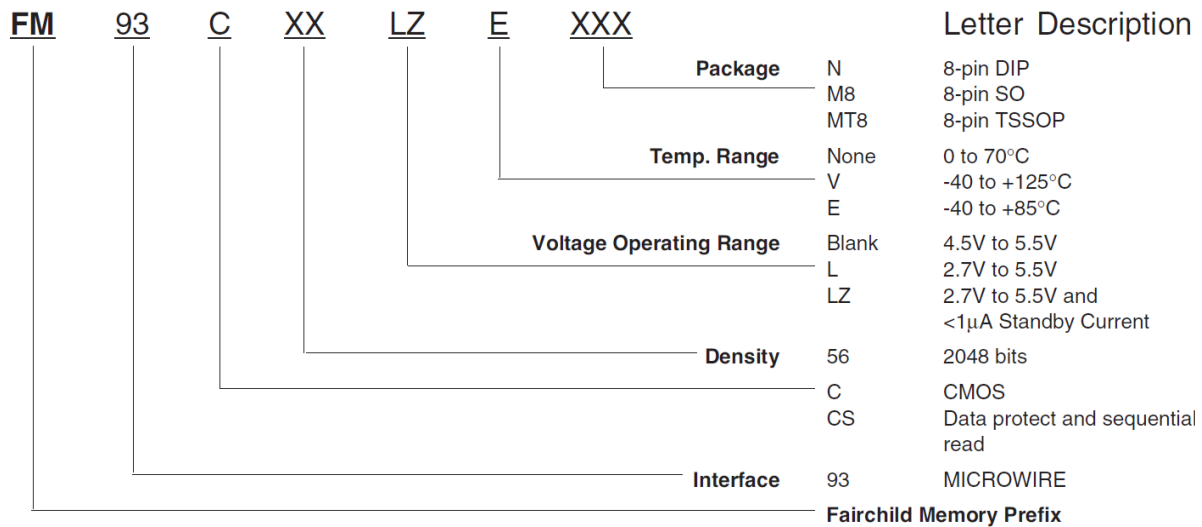 FM 93 C XX LZ E XXX Letter Description
Package N 8-pin DIP
M8 8-pin SO
MT8 8-pin TSSOP
Temp. Range None 0 to 70°C
V -40 to +125°C
E -40 to +85°C
Voltage Operating Range Blank 4.5V to 5.5V
L 2.7V to 5.5V
LZ 2.7V to 5.5V and
<1μA Standby Current
Density 56 2048 bits
C CMOS
CS Data protect and sequential
read
Interface 93 MICROWIRE
Fairchild Memory Prefix